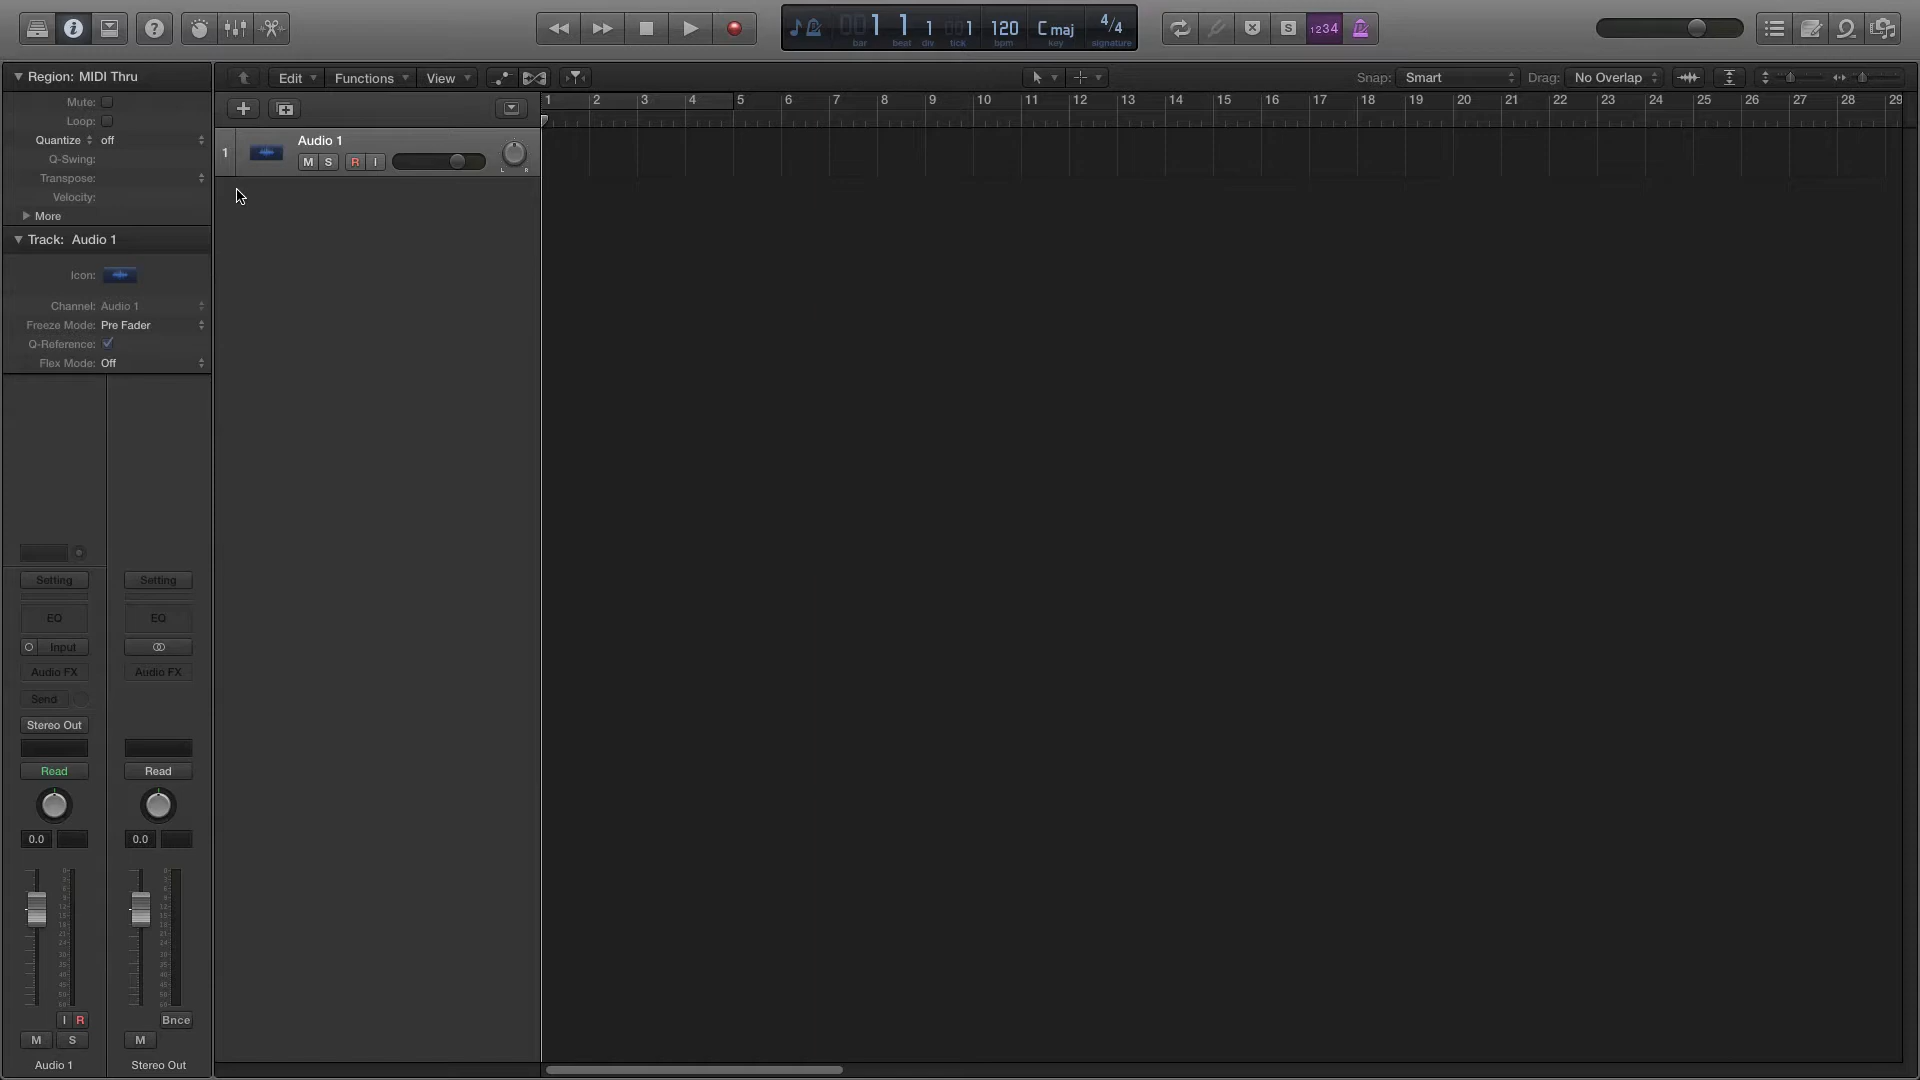 1 1 1 1 120 C maj 4/4
bar beat div tick bpm key signature
S 1234
Region: MIDI Thru
Edit Functions View
Snap: Smart Drag: No Overlap
Mute:
Loop:
Quantize off
Q-Swing:
Transpose:
Velocity:
More
1 2 3 4 5 6 7 8 9 10 11 12 13 14 15 16 17 18 19 20 21 22 23 24 25 26 27 28 29
1 Audio 1
M S R I
L R
Track: Audio 1
Icon:
Channel: Audio 1
Freeze Mode: Pre Fader
Q-Reference:
Flex Mode: Off
Setting Setting
EQ EQ
Input
Audio FX Audio FX
Send
Stereo Out
Read Read
0.0 0.0
I R Bnce
M S M
Audio 1 Stereo Out